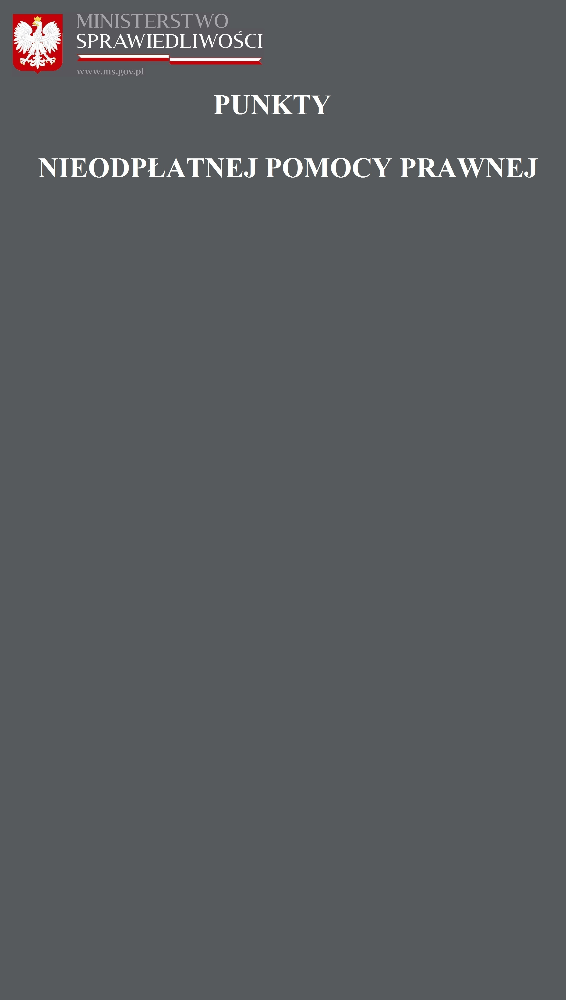 MINISTERSTWO
SPRAWIEDLIWOŚCI
www.ms.gov.pl
PUNKTY
NIEODPŁATNEJ POMOCY PRAWNEJ